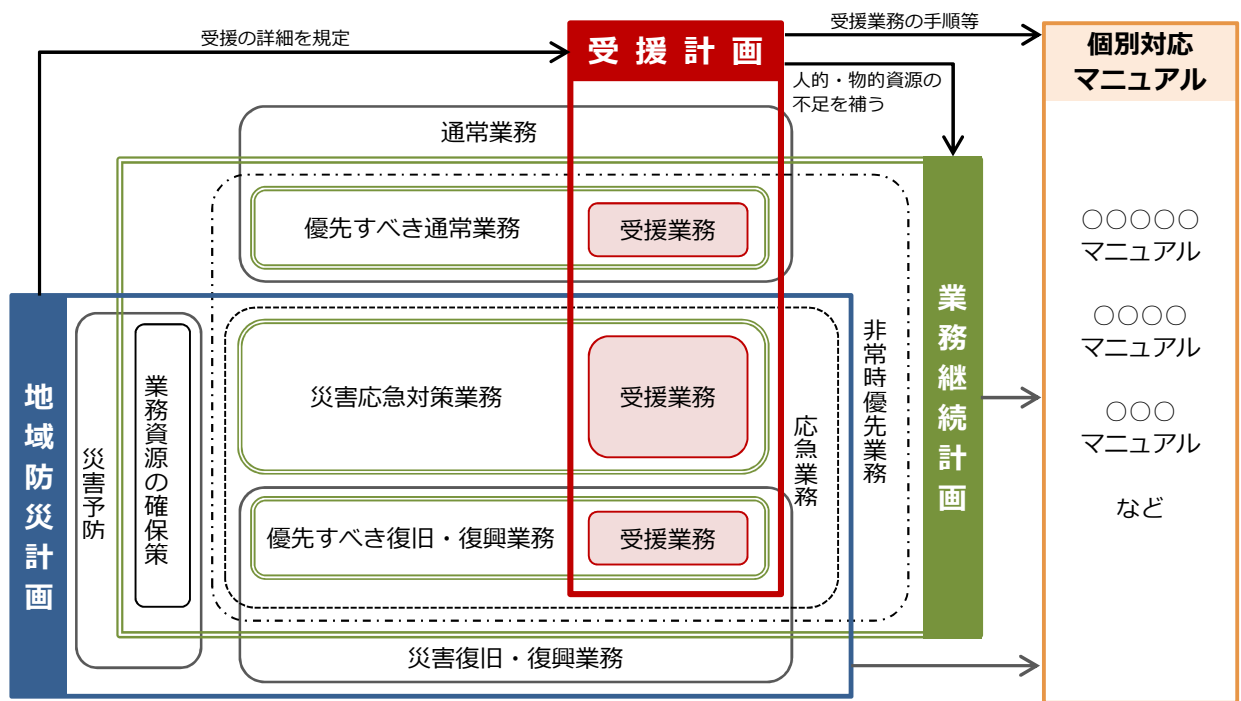 受援の詳細を規定
受援計画
受援業務の手順等
人的・物的資源の
不足を補う
個別対応
マニュアル
通常業務
優先すべき通常業務
受援業務
○○○○○
マニュアル
○○○○
マニュアル
○○○
マニュアル
など
地域防災計画
災害予防
業務資源の確保策
災害応急対策業務
受援業務
応急業務
非常時優先業務
業務継続計画
優先すべき復旧・復興業務
受援業務
災害復旧・復興業務